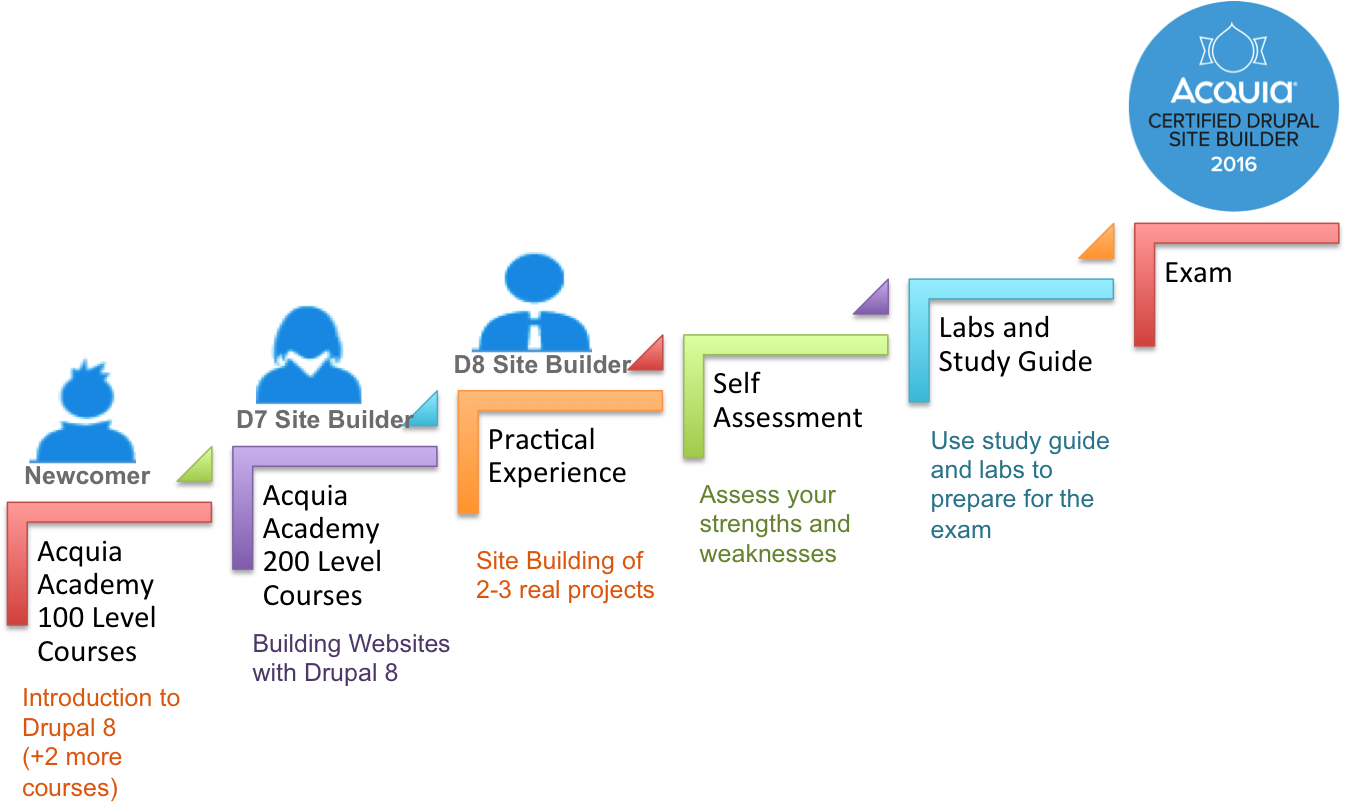 Newcomer
Acquia
Academy
100 Level
Courses
Introduction to
Drupal 8
(+2 more
courses)
D7 Site Builder
Acquia
Academy
200 Level
Courses
Building Websites
with Drupal 8
D8 Site Builder
Practical
Experience
Site Building of
2-3 real projects
Self
Assessment
Assess your
strengths and
weaknesses
Labs and
Study Guide
Use study guide
and labs to
prepare for the
exam
ACQUIA®
CERTIFIED DRUPAL
SITE BUILDER
2016
Exam